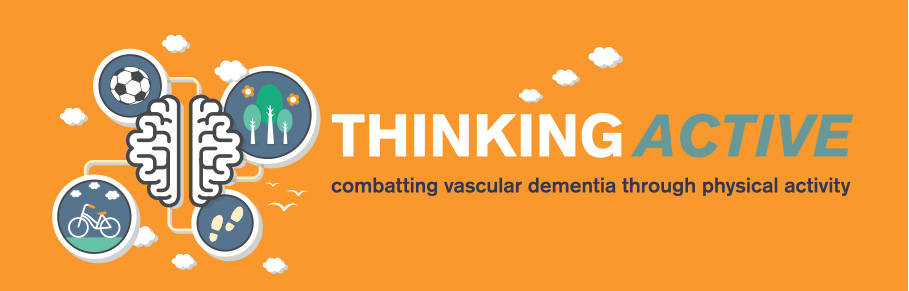 THINKING ACTIVE
combatting vascular dementia through physical activity